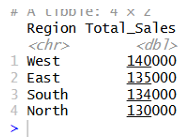 # A tibble: 4 x 2
Region Total_Sales
<chr> <dbl>
1 West 140000
2 East 135000
3 South 134000
4 North 130000
>